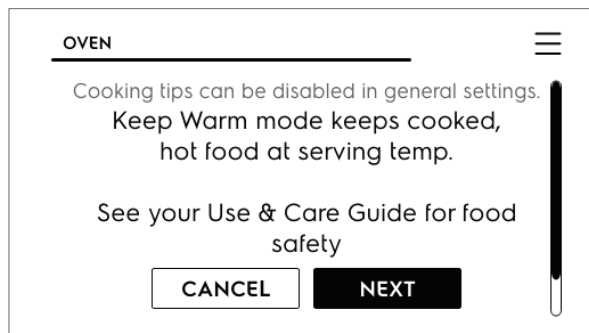 OVEN
Cooking tips can be disabled in general settings.
Keep Warm mode keeps cooked,
hot food at serving temp.
See your Use & Care Guide for food
safety
CANCEL NEXT